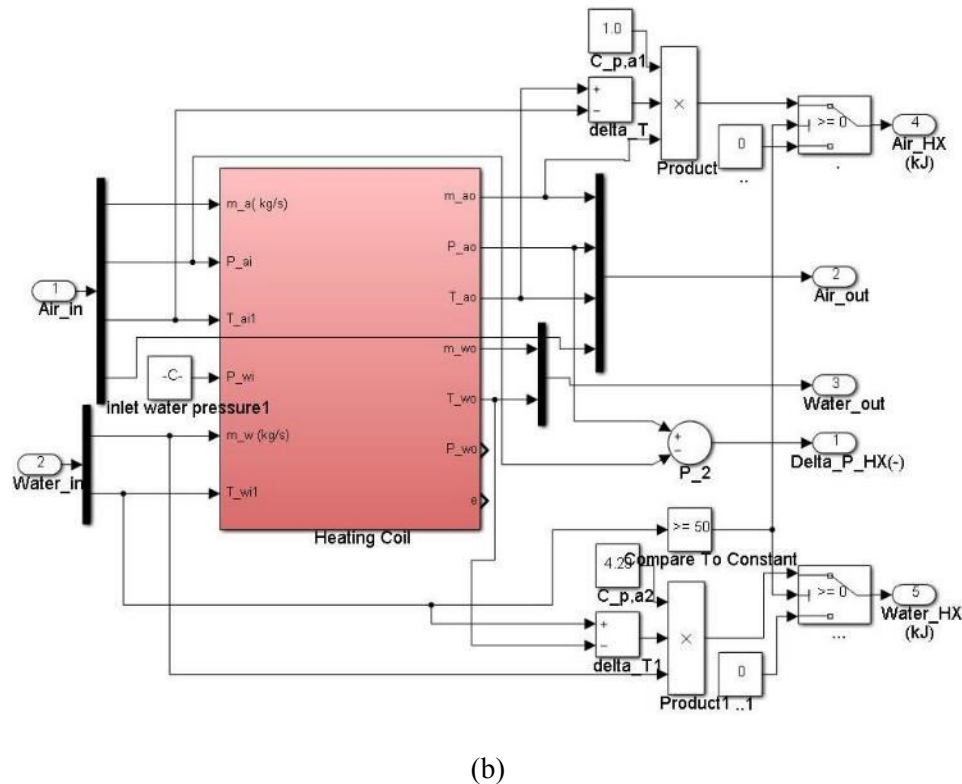 1.0
C_p,a1
+
−
delta_T
×
Product
0
..
>= 0
.
4
Air_HX
(kJ)
m_a( kg/s)
m_ao
P_ai
P_ao
T_ai1
T_ao
1
Air_in
2
Air_out
m_wo
-C-
P_wi
inlet water pressure1
T_wo
3
Water_out
m_w (kg/s)
P_wo
+
−
P_2
1
Delta_P_HX(-)
2
Water_in
T_wi1
e
Heating Coil
>= 50
Compare To Constant
4.20
C_p,a2
+
−
delta_T1
×
Product1
0
..1
>= 0
...
5
Water_HX
(kJ)
(b)